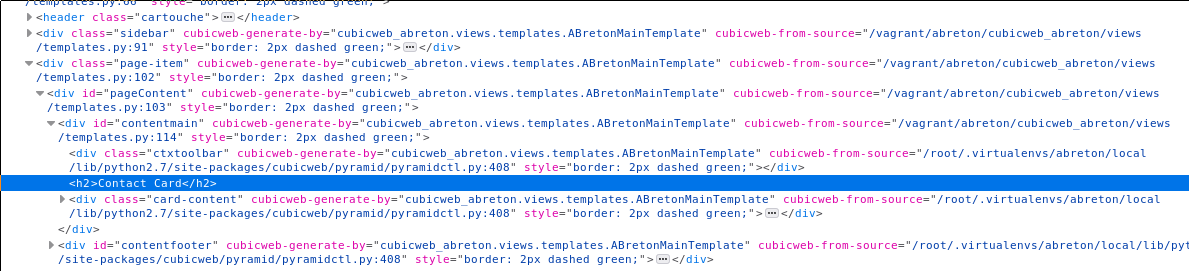 /templates.py:66" style="border: 2px dashed green;">
<header class="cartouche"></header>
<div class="sidebar" cubicweb-generate-by="cubicweb_abreton.views.templates.ABretonMainTemplate" cubicweb-from-source="/vagrant/abreton/cubicweb_abreton/views
/templates.py:91" style="border: 2px dashed green;"></div>
<div class="page-item" cubicweb-generate-by="cubicweb_abreton.views.templates.ABretonMainTemplate" cubicweb-from-source="/vagrant/abreton/cubicweb_abreton/views
/templates.py:102" style="border: 2px dashed green;">
<div id="pageContent" cubicweb-generate-by="cubicweb_abreton.views.templates.ABretonMainTemplate" cubicweb-from-source="/vagrant/abreton/cubicweb_abreton/views
/templates.py:103" style="border: 2px dashed green;">
<div id="contentmain" cubicweb-generate-by="cubicweb_abreton.views.templates.ABretonMainTemplate" cubicweb-from-source="/vagrant/abreton/cubicweb_abreton/views
/templates.py:114" style="border: 2px dashed green;">
<div class="ctxtoolbar" cubicweb-generate-by="cubicweb_abreton.views.templates.ABretonMainTemplate" cubicweb-from-source="/root/.virtualenvs/abreton/local
/lib/python2.7/site-packages/cubicweb/pyramid/pyramidctl.py:408" style="border: 2px dashed green;"></div>
<h2>Contact Card</h2>
<div class="card-content" cubicweb-generate-by="cubicweb_abreton.views.templates.ABretonMainTemplate" cubicweb-from-source="/root/.virtualenvs/abreton/local
/lib/python2.7/site-packages/cubicweb/pyramid/pyramidctl.py:408" style="border: 2px dashed green;"></div>
</div>
<div id="contentfooter" cubicweb-generate-by="cubicweb_abreton.views.templates.ABretonMainTemplate" cubicweb-from-source="/root/.virtualenvs/abreton/local/lib/pyt
/site-packages/cubicweb/pyramid/pyramidctl.py:408" style="border: 2px dashed green;"></div>